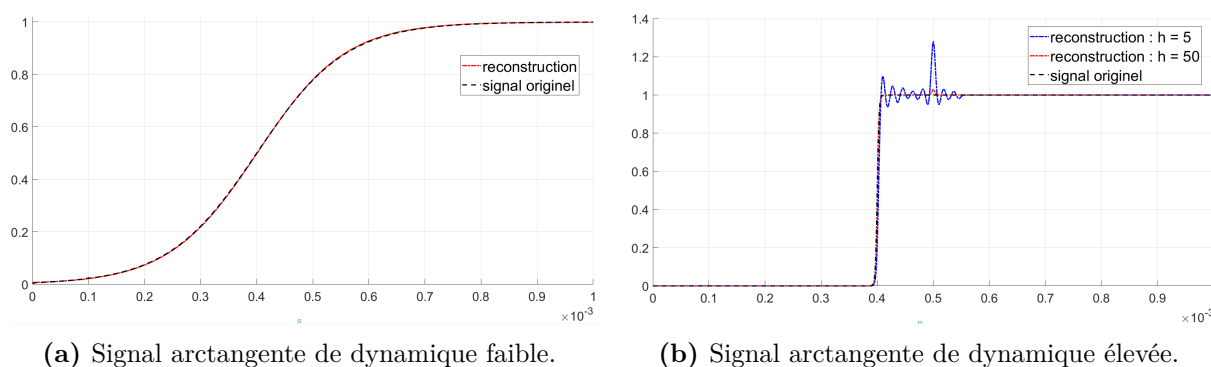 1
0.8
0.6
0.4
0.2
0
0 0.1 0.2 0.3 0.4 0.5 0.6 0.7 0.8 0.9 1
×10⁻³
reconstruction
signal originel
(a) Signal arctangente de dynamique faible.
1.4
1.2
1
0.8
0.6
0.4
0.2
0
0 0.1 0.2 0.3 0.4 0.5 0.6 0.7 0.8 0.9
×10⁻³
reconstruction : h = 5
reconstruction : h = 50
signal originel
(b) Signal arctangente de dynamique élevée.